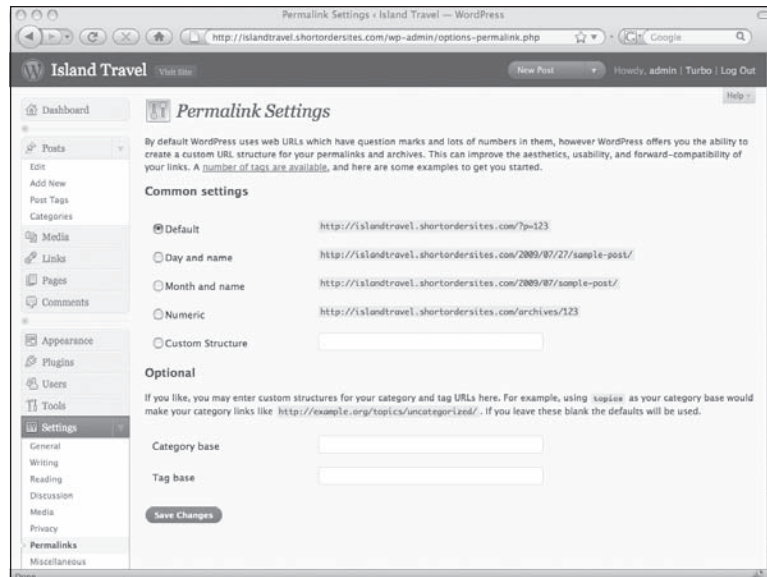 Permalink Settings ‹ Island Travel — WordPress
http://islandtravel.shortordersites.com/wp-admin/options-permalink.php
Google
Island Travel
Visit Site
New Post
Howdy, admin | Turbo | Log Out
Help
Dashboard
Posts
Edit
Add New
Post Tags
Categories
Media
Links
Pages
Comments
Appearance
Plugins
Users
Tools
Settings
General
Writing
Reading
Discussion
Media
Privacy
Permalinks
Miscellaneous
Permalink Settings
By default WordPress uses web URLs which have question marks and lots of numbers in them, however WordPress offers you the ability to
create a custom URL structure for your permalinks and archives. This can improve the aesthetics, usability, and forward-compatibility of
your links. A number of tags are available, and here are some examples to get you started.
Common settings
Default http://islandtravel.shortordersites.com/?p=123
Day and name http://islandtravel.shortordersites.com/2009/07/27/sample-post/
Month and name http://islandtravel.shortordersites.com/2009/07/sample-post/
Numeric http://islandtravel.shortordersites.com/archives/123
Custom Structure
Optional
If you like, you may enter custom structures for your category and tag URLs here. For example, using topics as your category base would
make your category links like http://example.org/topics/uncategorized/ . If you leave these blank the defaults will be used.
Category base
Tag base
Save Changes
Done